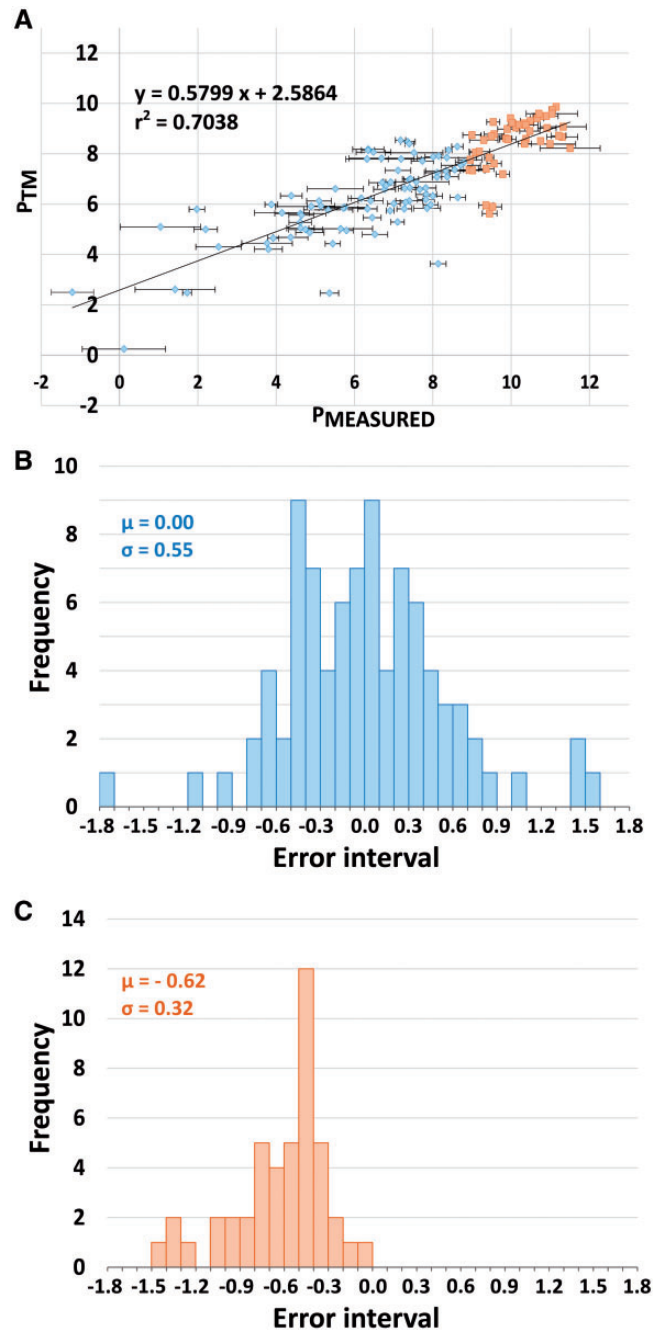 A
12
y = 0.5799 x + 2.5864
10
r² = 0.7038
8
PTM
6
4
2
0
-2 0 2 4 6 8 10 12
-2
PMEASURED
B
10
μ = 0.00
σ = 0.55
8
6
Frequency
4
2
0
-1.8 -1.5 -1.2 -0.9 -0.6 -0.3 0.0 0.3 0.6 0.9 1.2 1.5 1.8
Error interval
C
14
12
μ = - 0.62
σ = 0.32
10
8
Frequency
6
4
2
0
-1.8 -1.5 -1.2 -0.9 -0.6 -0.3 0.0 0.3 0.6 0.9 1.2 1.5 1.8
Error interval